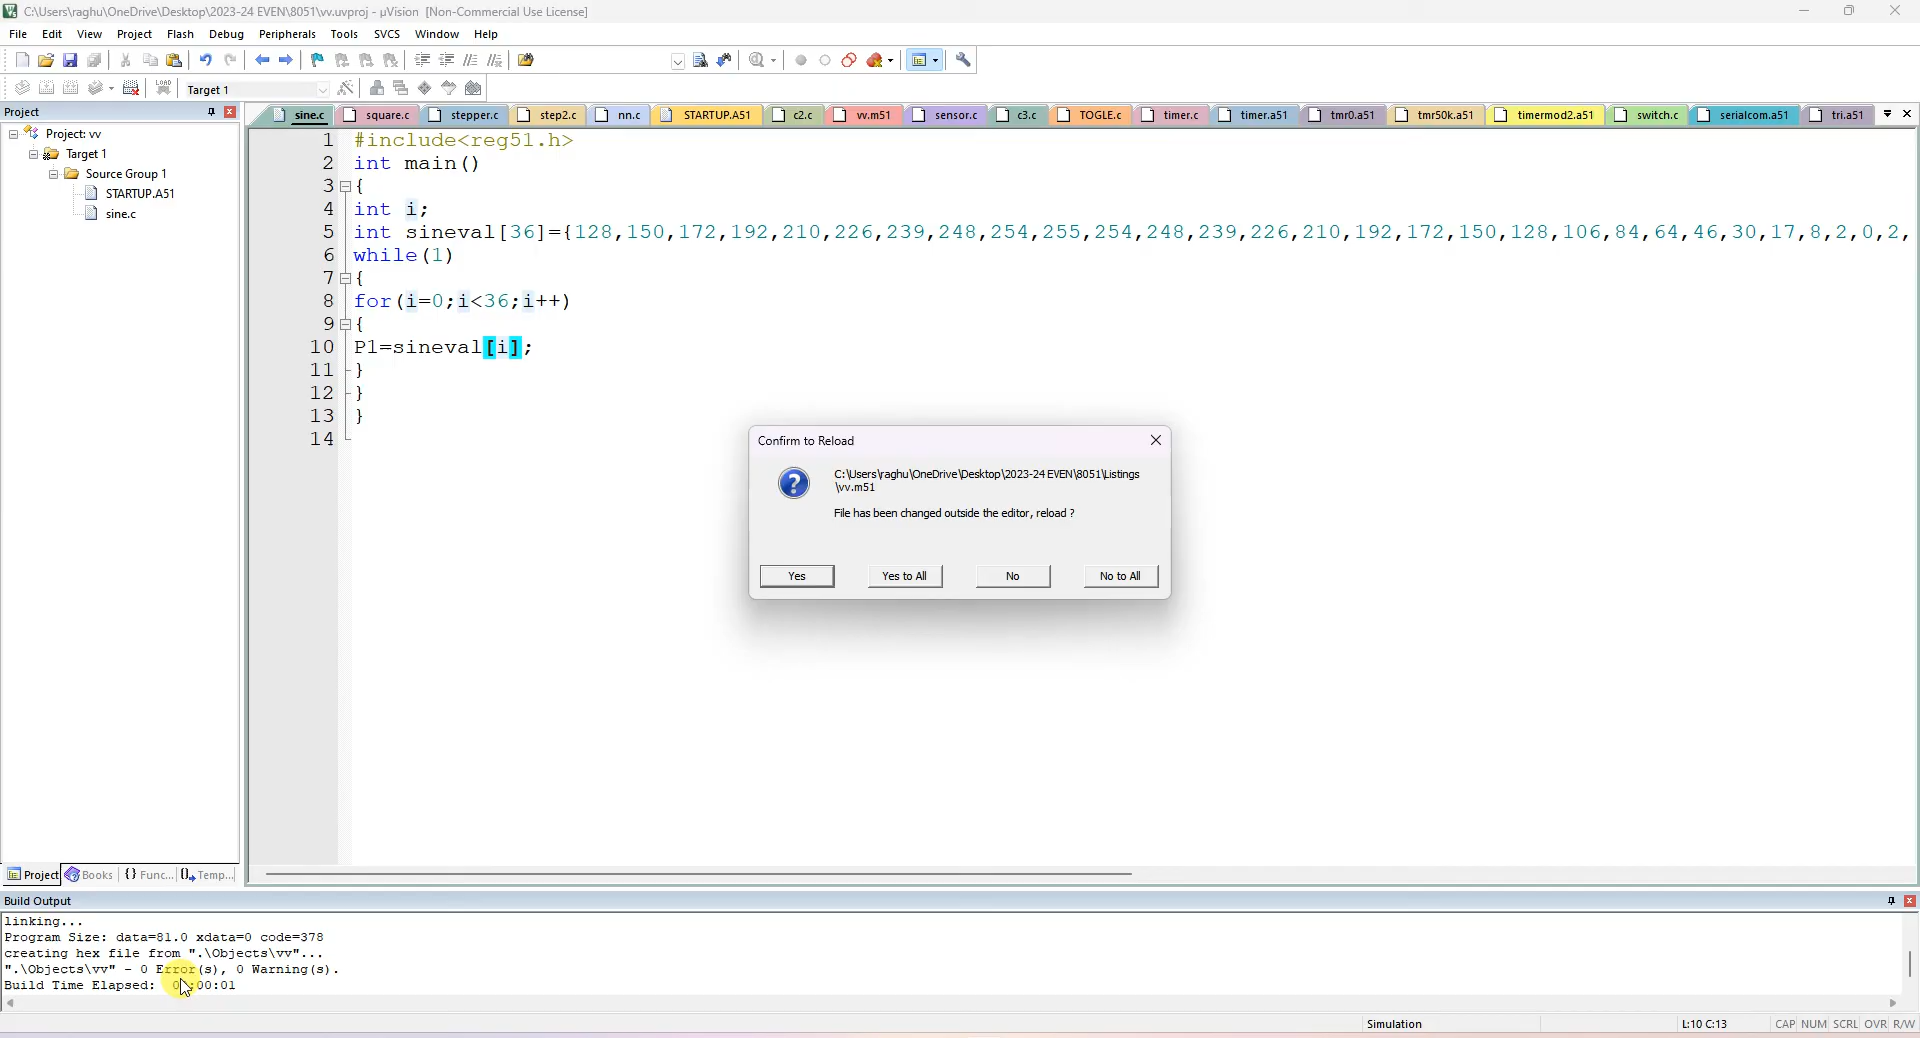 C:\Users\raghu\OneDrive\Desktop\2023-24 EVEN\8051\vv.uvproj - µVision [Non-Commercial Use License]
File Edit View Project Flash Debug Peripherals Tools SVCS Window Help
LOAD Target 1
Project
sine.c square.c stepper.c step2.c nn.c STARTUP.A51 c2.c vv.m51 sensor.c c3.c TOGLE.c timer.c timer.a51 tmr0.a51 tmr50k.a51 timermod2.a51 switch.c serialcom.a51 tri.a51
Project: vv
Target 1
Source Group 1
STARTUP.A51
sine.c
1 #include<reg51.h>
2 int main()
3 {
4 int i;
5 int sineval[36]={128,150,172,192,210,226,239,248,254,255,254,248,239,226,210,192,172,150,128,106,84,64,46,30,17,8,2,0,2,
6 while(1)
7 {
8 for(i=0;i<36;i++)
9 {
10 P1=sineval[i];
11 }
12 }
13 }
14
Confirm to Reload
C:\Users\raghu\OneDrive\Desktop\2023-24 EVEN\8051\Listings
\vv.m51
File has been changed outside the editor, reload ?
Yes Yes to All No No to All
Project Books {} Func... Temp...
Build Output
linking...
Program Size: data=81.0 xdata=0 code=378
creating hex file from ".\Objects\vv"...
".\Objects\vv" - 0 Error(s), 0 Warning(s).
Build Time Elapsed: 00:00:01
Simulation L:10 C:13 CAP NUM SCRL OVR R/W